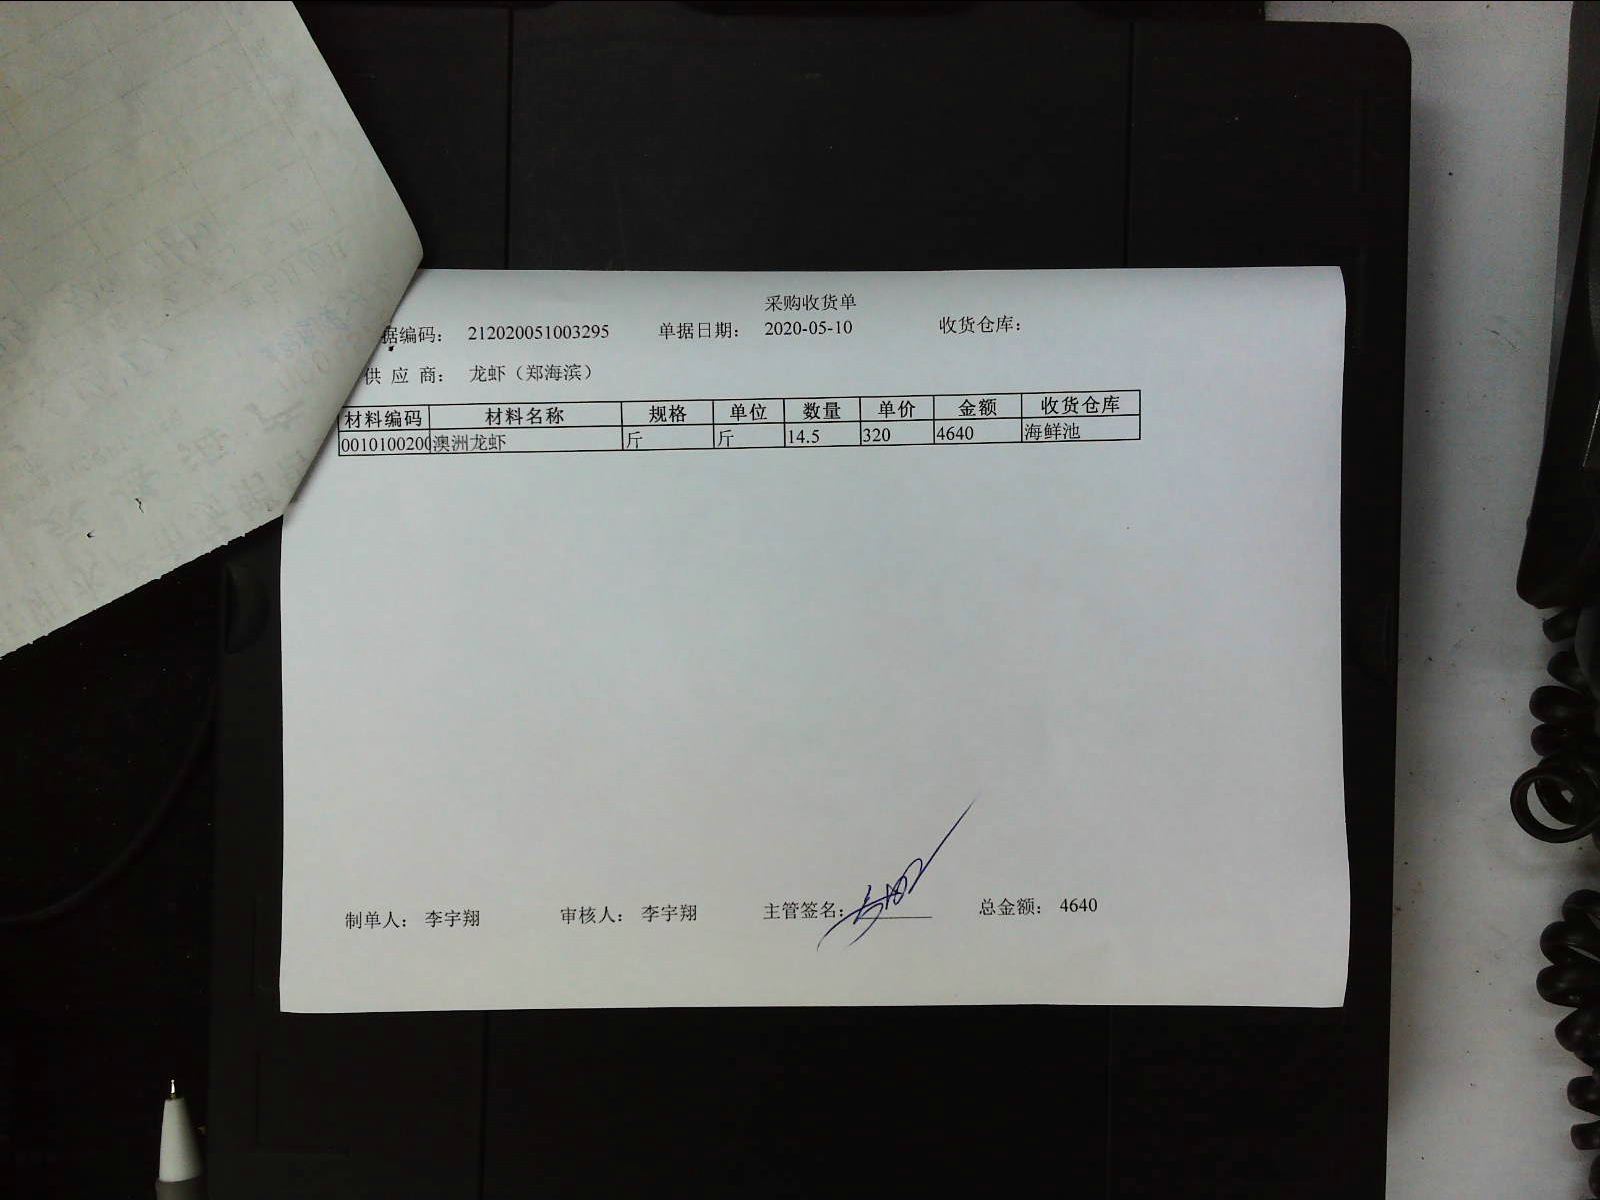 采购收货单
据编码： 212020051003295 单据日期： 2020-05-10 收货仓库：
供 应 商： 龙虾（郑海滨）
材料编码 材料名称 规格 单位 数量 单价 金额 收货仓库
0010100200 澳洲龙虾 斤 斤 14.5 320 4640 海鲜池
制单人： 李宇翔 审核人： 李宇翔 主管签名： 总金额： 4640